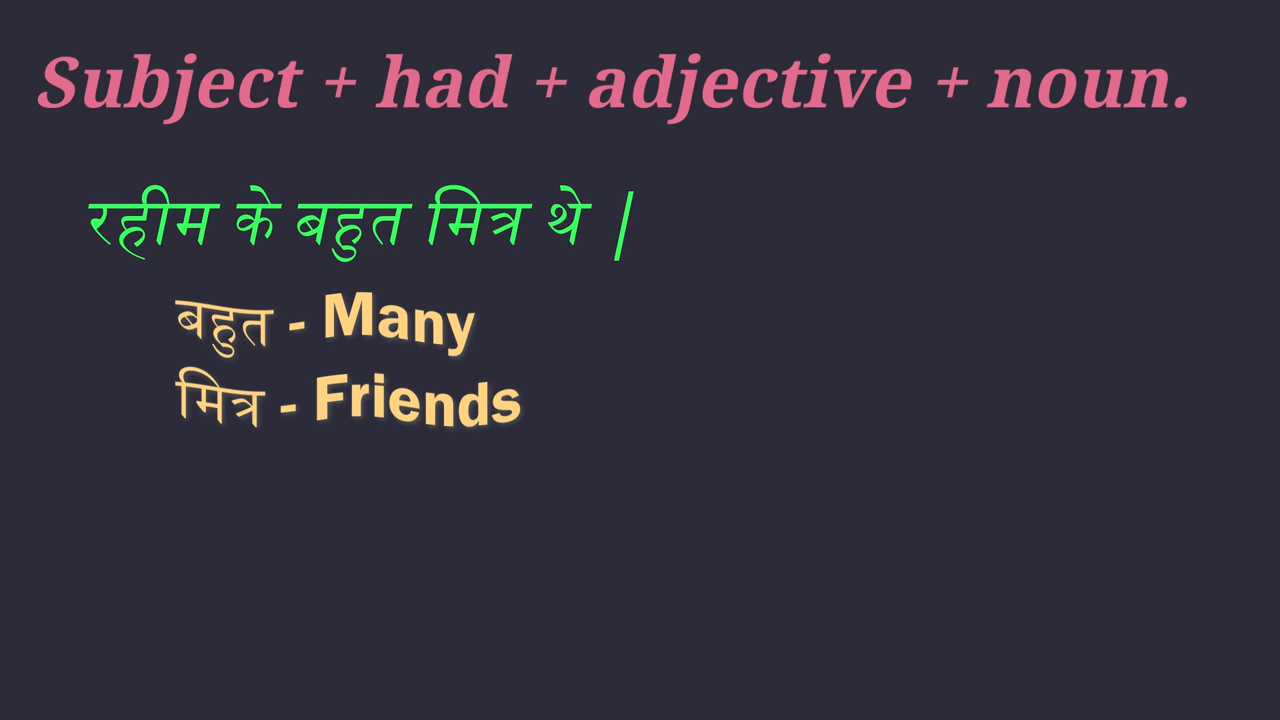 Subject + had + adjective + noun.
रहीम के बहुत मित्र थे |
बहुत - Many
मित्र - Friends